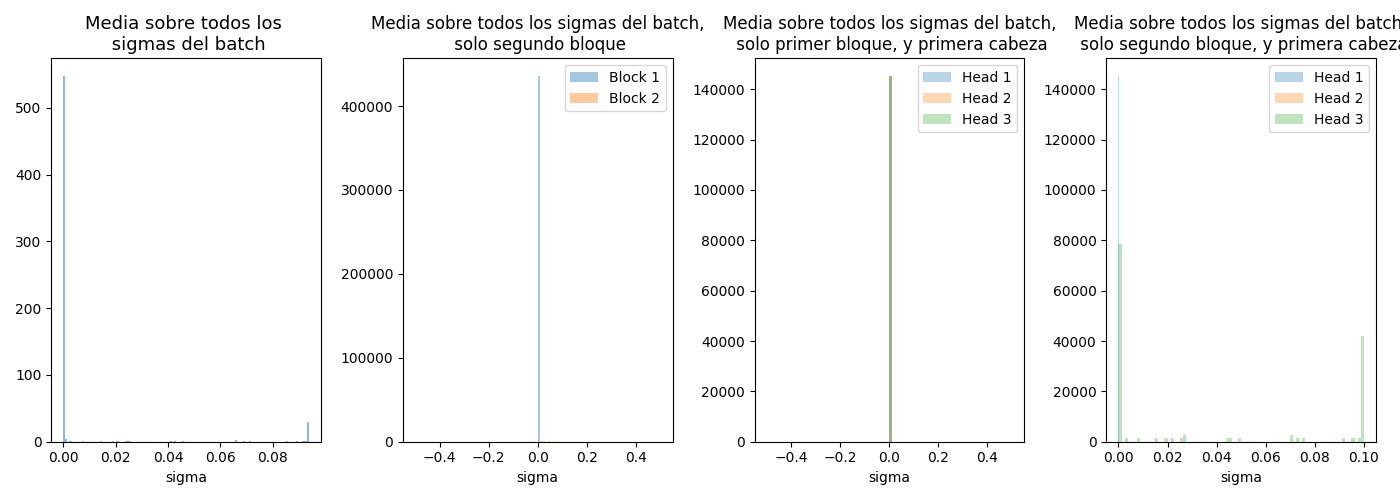 Media sobre todos los
sigmas del batch
500
400
300
200
100
0
0.00 0.02 0.04 0.06 0.08
sigma
Media sobre todos los sigmas del batch,
solo segundo bloque
Block 1
Block 2
400000
300000
200000
100000
0
−0.4 −0.2 0.0 0.2 0.4
sigma
Media sobre todos los sigmas del batch,
solo primer bloque, y primera cabeza
Head 1
Head 2
Head 3
140000
120000
100000
80000
60000
40000
20000
0
−0.4 −0.2 0.0 0.2 0.4
sigma
Media sobre todos los sigmas del batch
solo segundo bloque, y primera cabeza
Head 1
Head 2
Head 3
140000
120000
100000
80000
60000
40000
20000
0
0.00 0.02 0.04 0.06 0.08 0.10
sigma